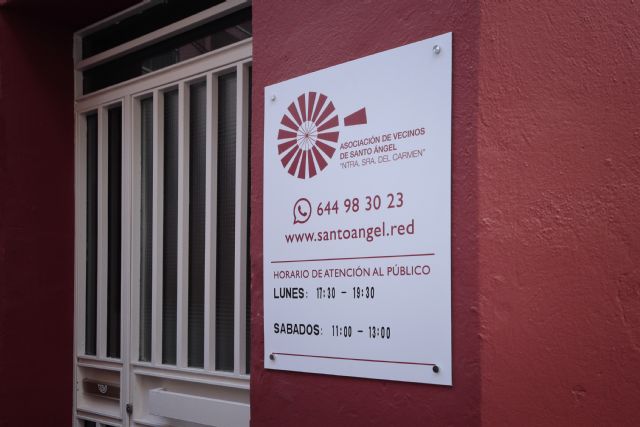 ASOCIACIÓN DE VECINOS
DE SANTO ÁNGEL
"NTRA. SRA. DEL CARMEN"
644 98 30 23
www.santoangel.red
HORARIO DE ATENCIÓN AL PÚBLICO
LUNES: 17:30 - 19:30
SABADOS: 11:00 - 13:00